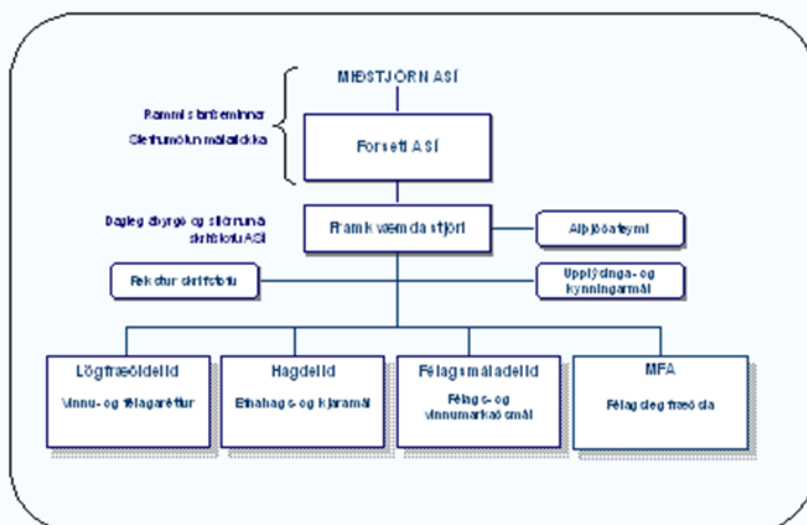 MIÐSTJÓRN ASÍ
Rammi starfseminnar
Stefnumótun málaflokka
Forseti ASÍ
Dagleg ábyrgð og stjórnun á
skrifstofu ASÍ
Framkvæmdastjóri
Alþjóðateymi
Rekstur skrifstofu
Upplýsinga- og
kynningarmál
Lögfræðideild
Vinnu- og félagaréttur
Hagdeild
Efnahags- og kjaramál
Félagsmáladeild
Félags- og
vinnumarkaðsmál
MFA
Félagsleg fræðsla